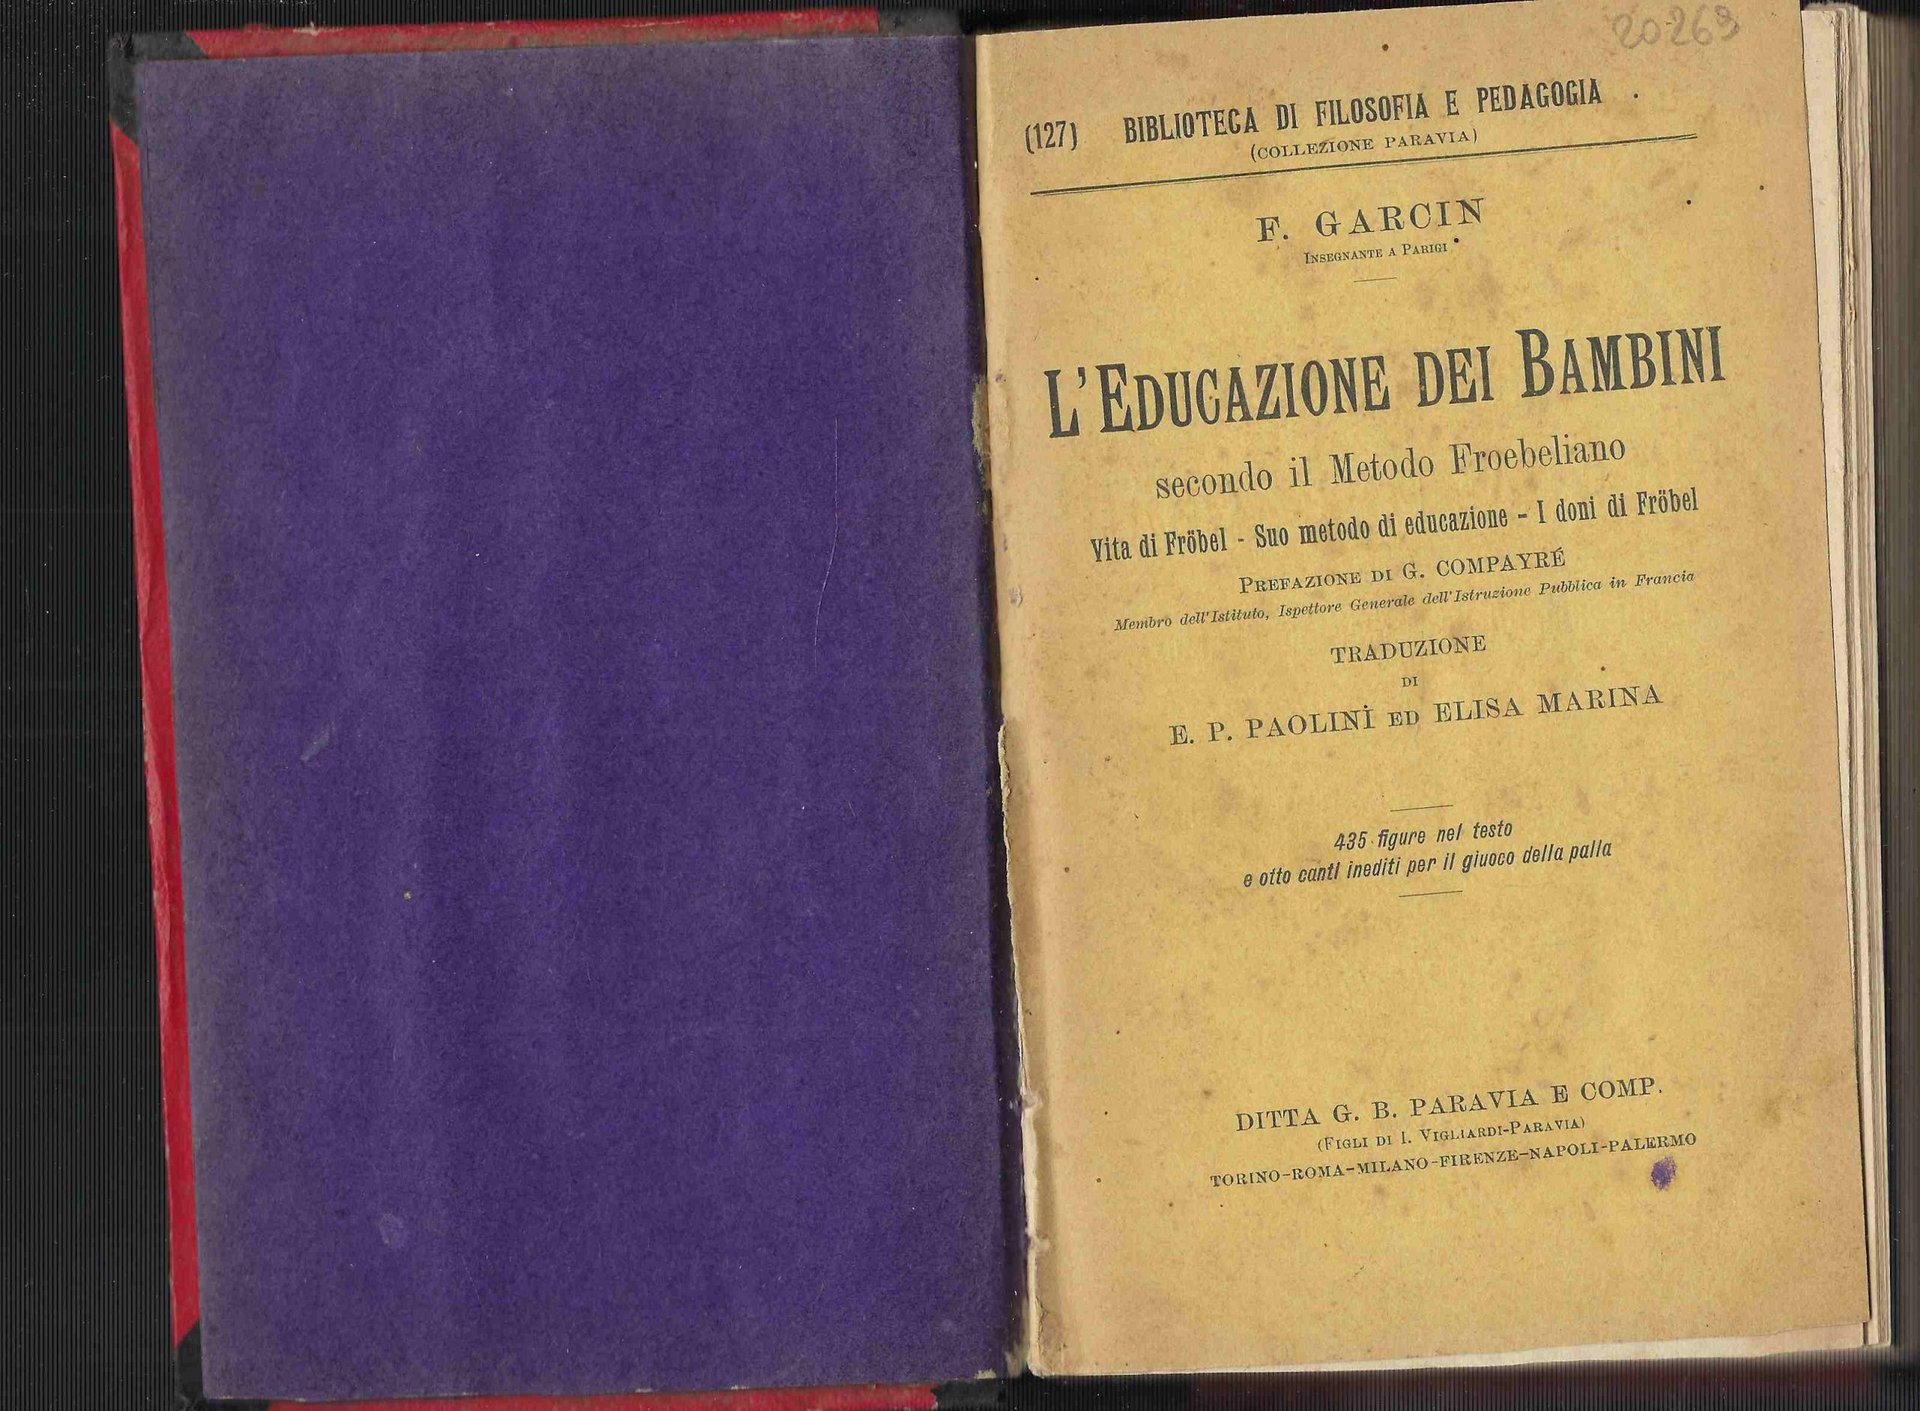 20-269
(127) BIBLIOTECA DI FILOSOFIA E PEDAGOGIA
(COLLEZIONE PARAVIA)
F. GARCIN
INSEGNANTE A PARIGI
L'EDUCAZIONE DEI BAMBINI
secondo il Metodo Froebeliano
Vita di Fröbel - Suo metodo di educazione - I doni di Fröbel
PREFAZIONE DI G. COMPAYRÉ
Membro dell'Istituto, Ispettore Generale dell'Istruzione Pubblica in Francia
TRADUZIONE
DI
E. P. PAOLINI ED ELISA MARINA
435 figure nel testo
e otto canti inediti per il giuoco della palla
DITTA G. B. PARAVIA E COMP.
(FIGLI DI I. VIGLIARDI-PARAVIA)
TORINO-ROMA-MILANO-FIRENZE-NAPOLI-PALERMO